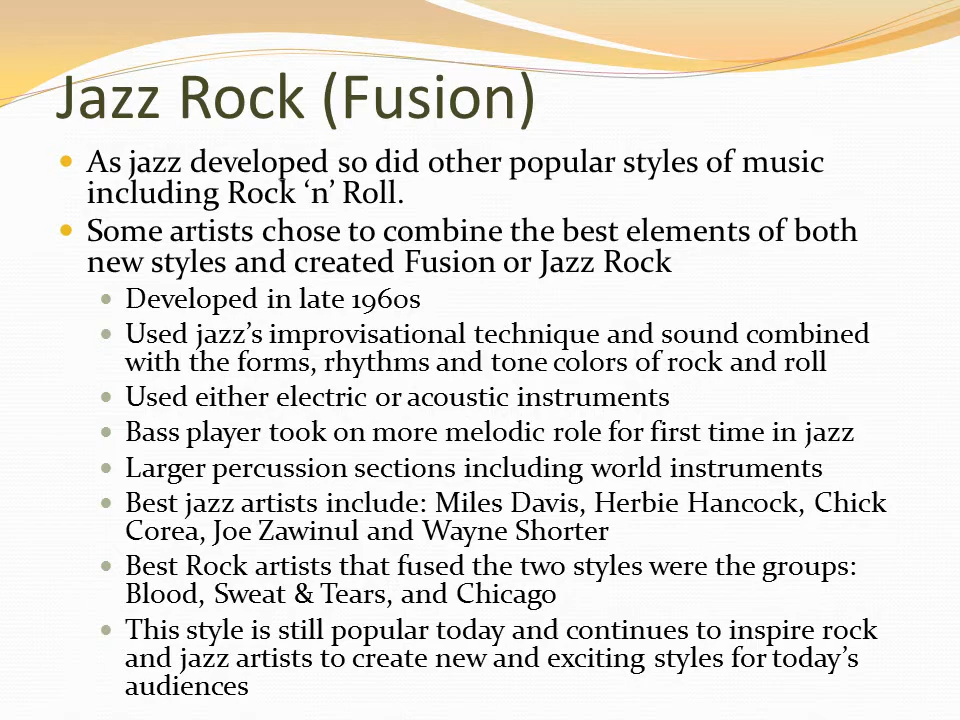 Jazz Rock (Fusion)
As jazz developed so did other popular styles of music
including Rock ‘n’ Roll.
Some artists chose to combine the best elements of both
new styles and created Fusion or Jazz Rock
Developed in late 1960s
Used jazz’s improvisational technique and sound combined
with the forms, rhythms and tone colors of rock and roll
Used either electric or acoustic instruments
Bass player took on more melodic role for first time in jazz
Larger percussion sections including world instruments
Best jazz artists include: Miles Davis, Herbie Hancock, Chick
Corea, Joe Zawinul and Wayne Shorter
Best Rock artists that fused the two styles were the groups:
Blood, Sweat & Tears, and Chicago
This style is still popular today and continues to inspire rock
and jazz artists to create new and exciting styles for today’s
audiences